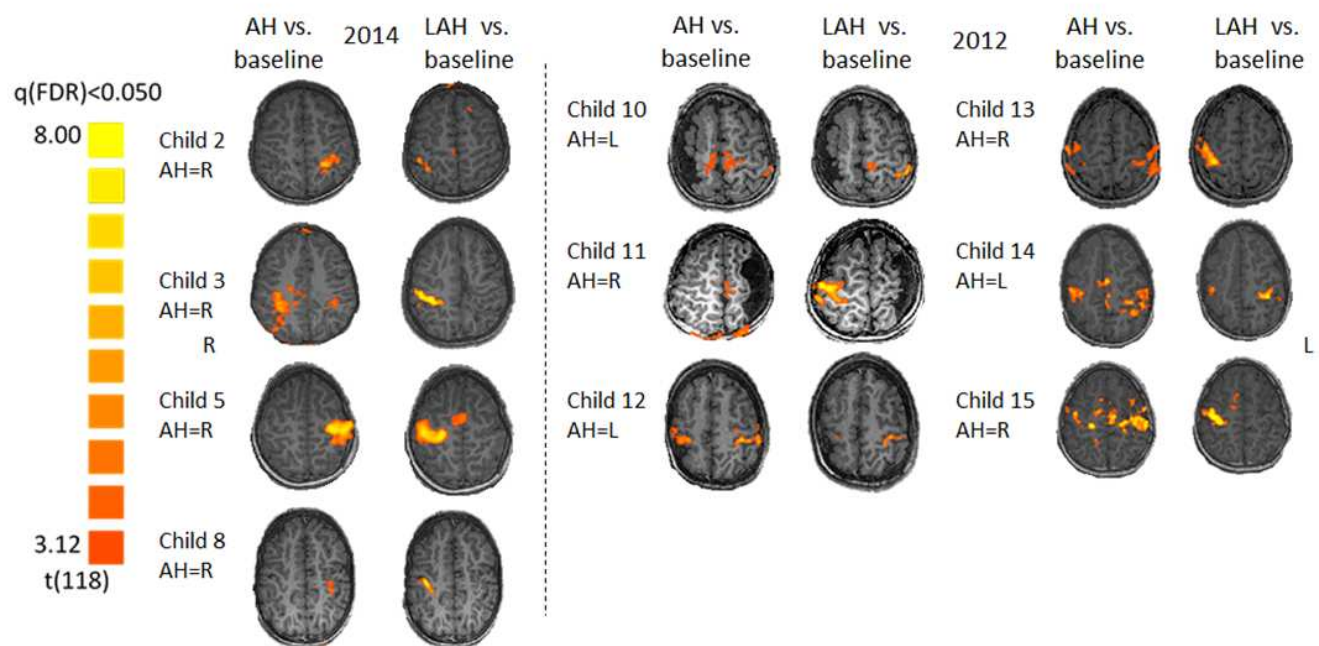 AH vs.
baseline
2014
LAH vs.
baseline
q(FDR)<0.050
8.00
3.12
t(118)
Child 2
AH=R
Child 3
AH=R
R
Child 5
AH=R
Child 8
AH=R
AH vs.
baseline
LAH vs.
baseline
2012
AH vs.
baseline
LAH vs.
baseline
Child 10
AH=L
Child 11
AH=R
Child 12
AH=L
Child 13
AH=R
Child 14
AH=L
L
Child 15
AH=R